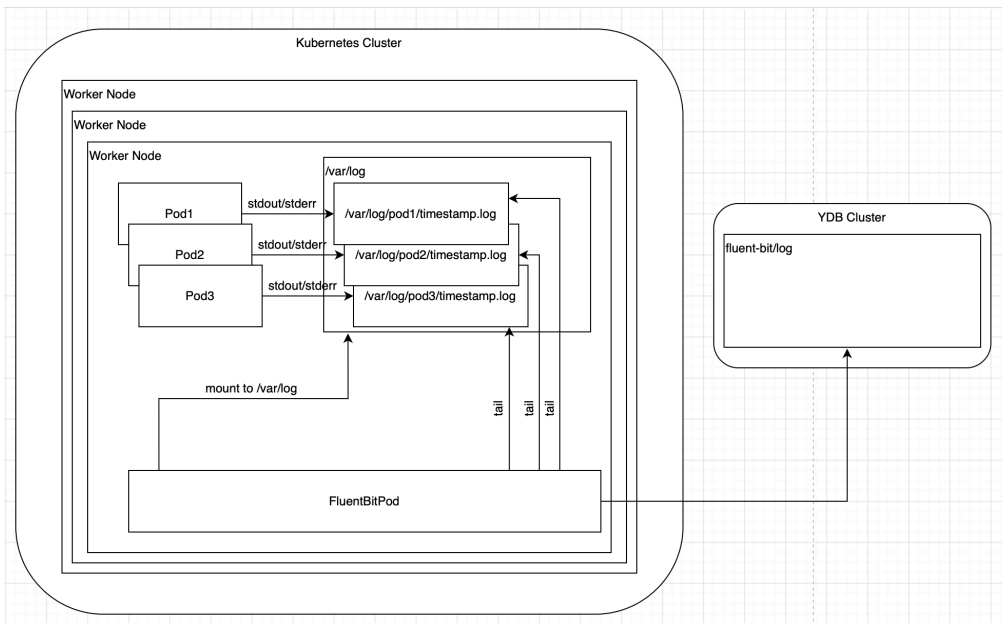 Kubernetes Cluster
Worker Node
Worker Node
Worker Node
/var/log
Pod1
stdout/stderr
/var/log/pod1/timestamp.log
Pod2
stdout/stderr
/var/log/pod2/timestamp.log
Pod3
stdout/stderr
/var/log/pod3/timestamp.log
mount to /var/log
tail
tail
tail
FluentBitPod
YDB Cluster
fluent-bit/log